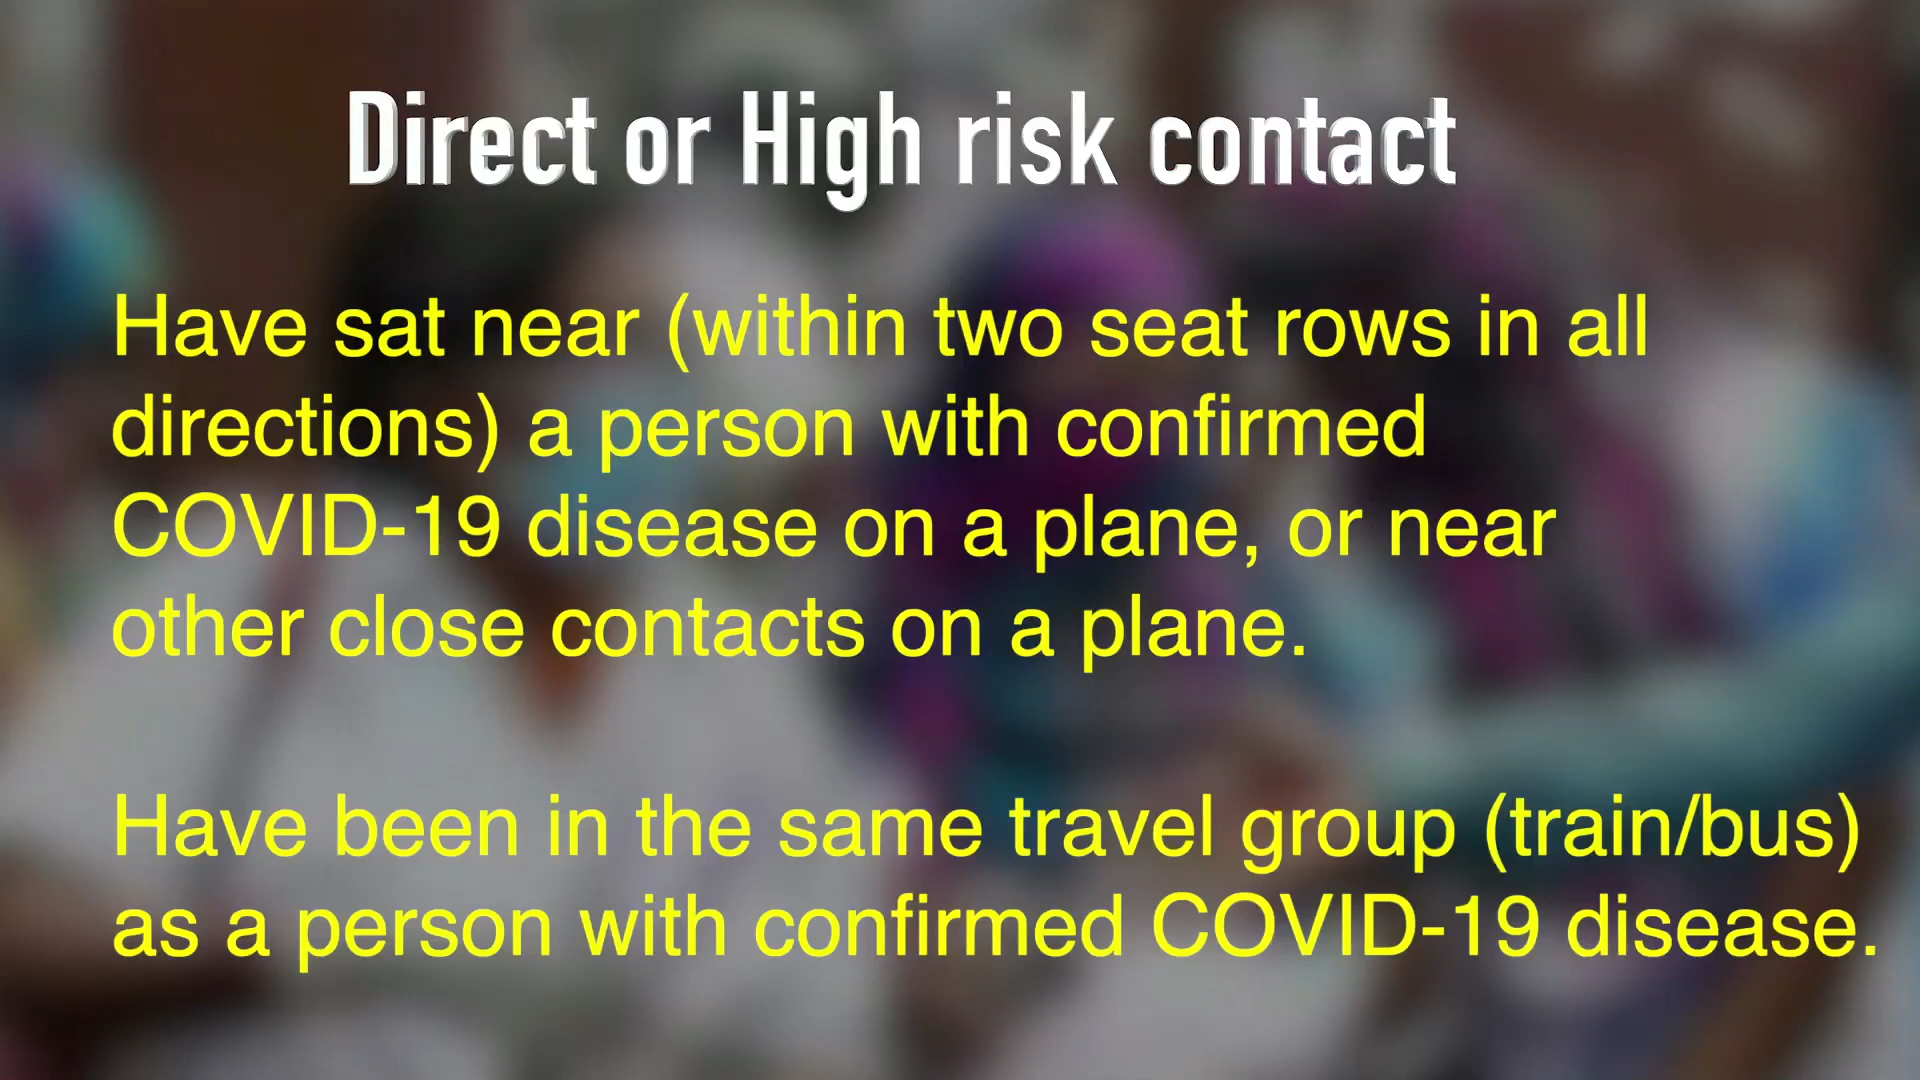 Direct or High risk contact
Have sat near (within two seat rows in all
directions) a person with confirmed
COVID-19 disease on a plane, or near
other close contacts on a plane.
Have been in the same travel group (train/bus)
as a person with confirmed COVID-19 disease.